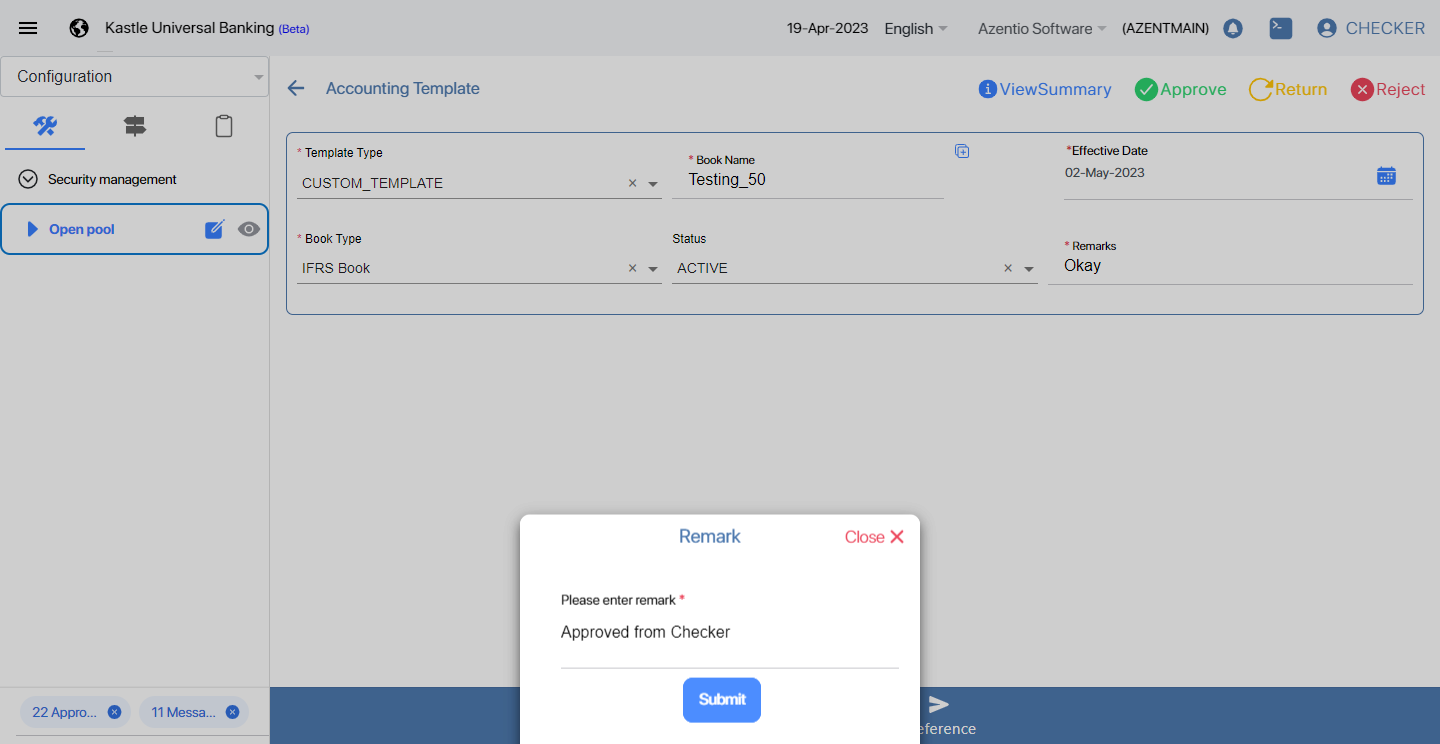 Kastle Universal Banking (Beta)
19-Apr-2023 English Azentio Software (AZENTMAIN) CHECKER
Configuration
Accounting Template
ViewSummary Approve Return Reject
Security management
Open pool
* Template Type
CUSTOM_TEMPLATE
* Book Name
Testing_50
*Effective Date
02-May-2023
* Book Type
IFRS Book
Status
ACTIVE
* Remarks
Okay
Remark
Close
Please enter remark *
Approved from Checker
Submit
22 Appro...
11 Messa...
eference